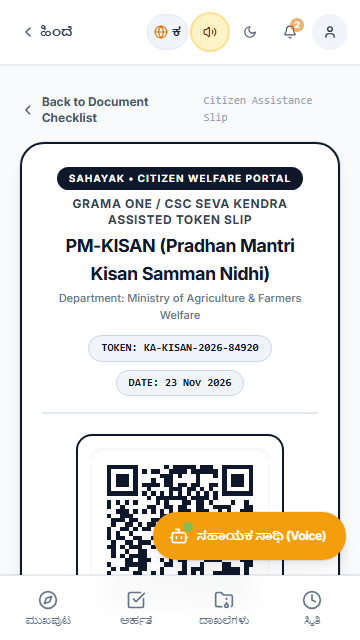 ಹಿಂದೆ
ಕ
2
Back to Document
Checklist
Citizen Assistance
Slip
SAHAYAK • CITIZEN WELFARE PORTAL
GRAMA ONE / CSC SEVA KENDRA
ASSISTED TOKEN SLIP
PM-KISAN (Pradhan Mantri
Kisan Samman Nidhi)
Department: Ministry of Agriculture & Farmers
Welfare
TOKEN: KA-KISAN-2026-84920
DATE: 23 Nov 2026
ಸಹಾಯಕ ಸಾಥಿ (Voice)
ಮುಖಪುಟ
ಅರ್ಹತೆ
ದಾಖಲೆಗಳು
ಸ್ಥಿತಿ